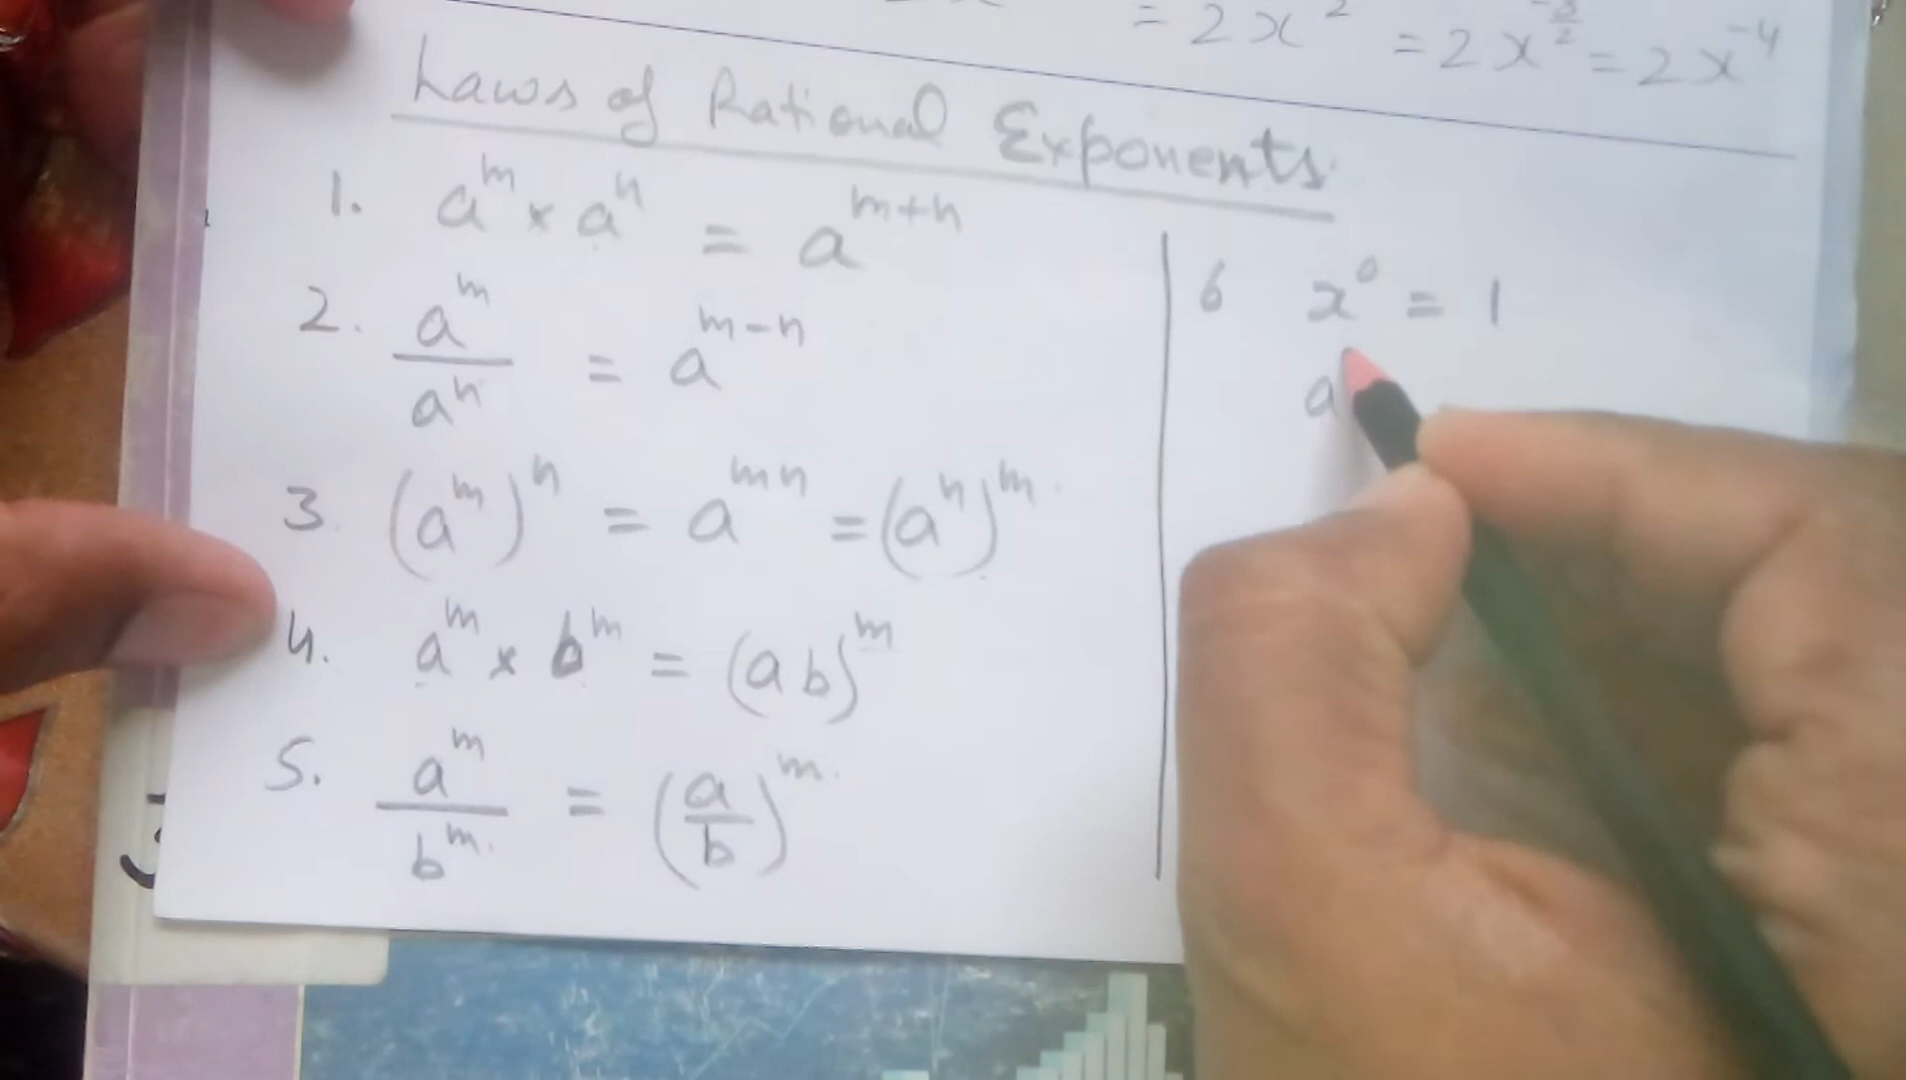 = 2x^2 = 2x^{-8/2} = 2x^{-4}
Laws of Rational Exponents.
1. a^m × a^n = a^{m+n}
2. a^m / a^n = a^{m-n}
3. (a^m)^n = a^{mn} = (a^n)^m.
4. a^m × b^m = (ab)^m
5. a^m / b^m. = (a/b)^m.
6 x^0 = 1
a